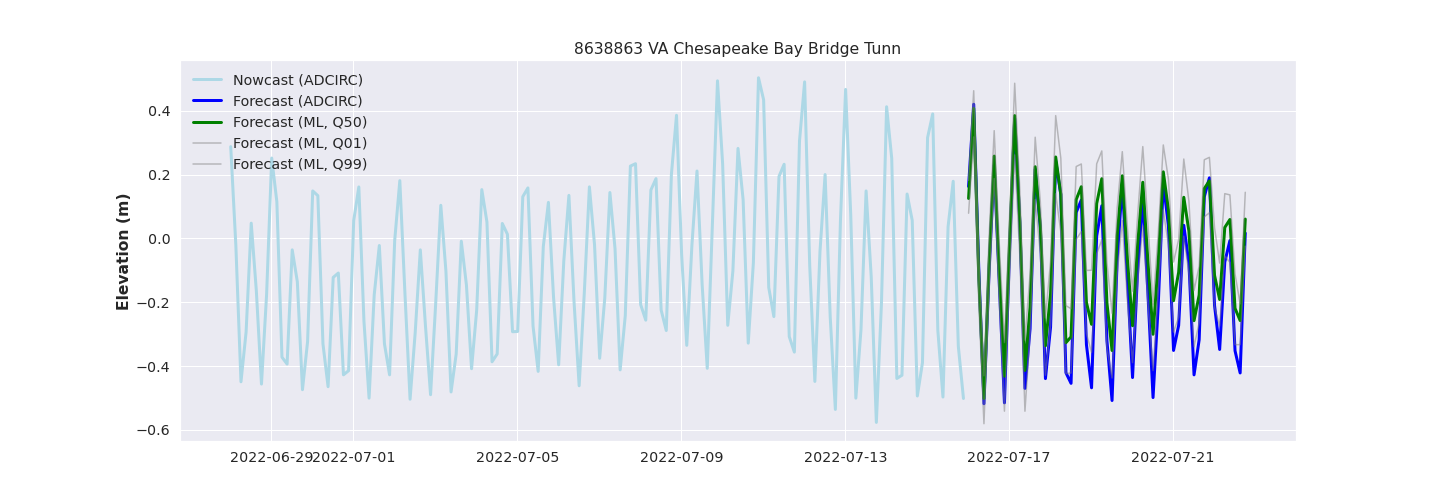 8638863 VA Chesapeake Bay Bridge Tunn
Nowcast (ADCIRC)
Forecast (ADCIRC)
Forecast (ML, Q50)
Forecast (ML, Q01)
Forecast (ML, Q99)
Elevation (m)
0.4
0.2
0.0
−0.2
−0.4
−0.6
2022-06-29
2022-07-01
2022-07-05
2022-07-09
2022-07-13
2022-07-17
2022-07-21